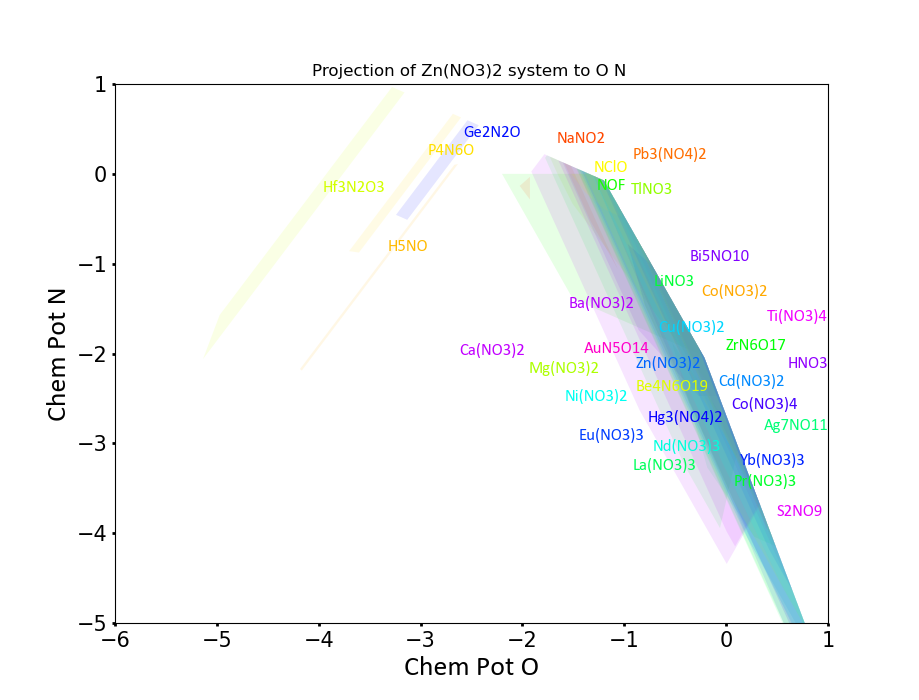 Projection of Zn(NO3)2 system to O N
Chem Pot N
1
0
−1
−2
−3
−4
−5
Ge2N2O
NaNO2
P4N6O
Pb3(NO4)2
NClO
Hf3N2O3
NOF
TlNO3
H5NO
Bi5NO10
LiNO3
Co(NO3)2
Ba(NO3)2
Ti(NO3)4
Ca(NO3)2
AuN5O14
ZrN6O17
Mg(NO3)2
Zn(NO3)2
HNO3
Be4N6O19
Cd(NO3)2
Ni(NO3)2
Co(NO3)4
Hg3(NO4)2
Ag7NO11
Eu(NO3)3
Nd(NO3)3
La(NO3)3
Yb(NO3)3
S2NO9
−6
−5
−4
−3
−2
−1
0
1
Chem Pot O